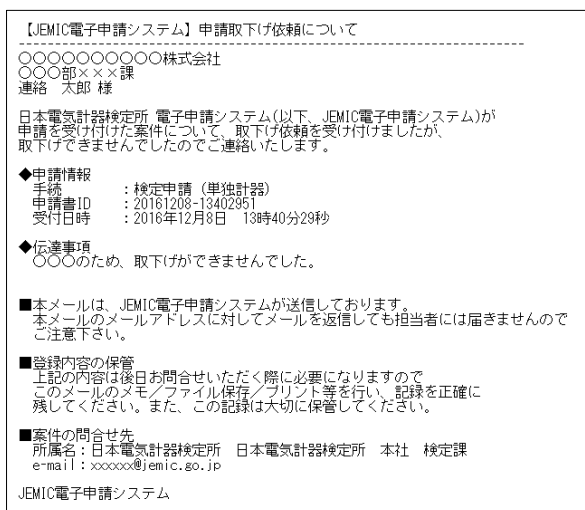 【JEMIC電子申請システム】申請取下げ依頼について
--------------------------------------------------------------------------------
○○○○○○○○○○株式会社
○○○部×××課
連絡 太郎 様
日本電気計器検定所 電子申請システム(以下、JEMIC電子申請システム)が
申請を受け付けた案件について、取下げ依頼を受け付けましたが、
取下げできませんでしたのでご連絡いたします。
◆申請情報
手続 :検定申請（単独計器）
申請書ID :20161208-13402951
受付日時 :2016年12月8日 13時40分29秒
◆伝達事項
○○○のため、取下げができませんでした。
■本メールは、JEMIC電子申請システムが送信しております。
本メールのメールアドレスに対してメールを返信しても担当者には届きませんので
ご注意下さい。
■登録内容の保管
上記の内容は後日お問合せいただく際に必要になりますので
このメールのメモ／ファイル保存／プリント等を行い、記録を正確に
残してください。また、この記録は大切に保管してください。
■案件の問合せ先
所属名：日本電気計器検定所 日本電気計器検定所 本社 検定課
e-mail：xxxxxx@jemic.go.jp
JEMIC電子申請システム